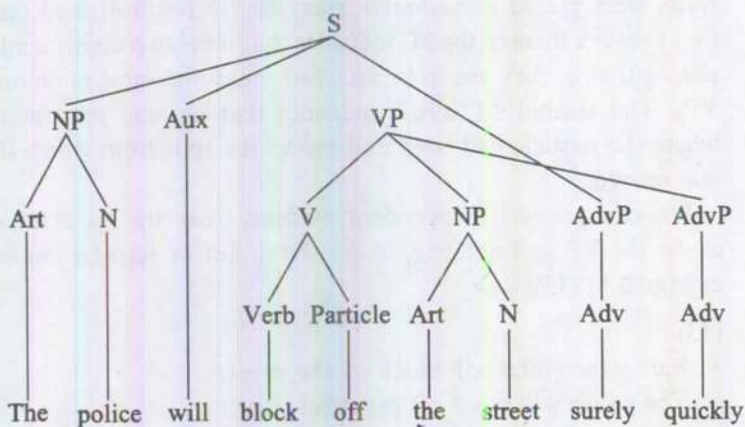 S
NP Aux VP
Art N V NP AdvP AdvP
Verb Particle Art N Adv Adv
The police will block off the street surely quickly